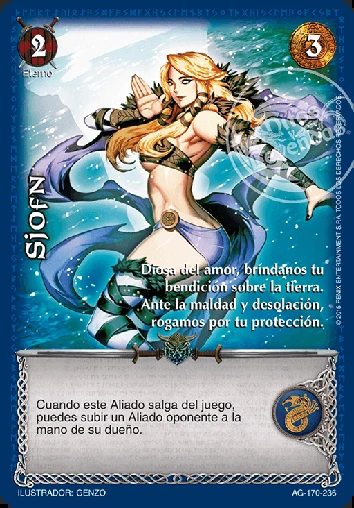 2
Eterno
3
Sjofn
Diosa del amor, bríndanos tu
bendición sobre la tierra.
Ante la maldad y desolación,
rogamos por tu protección.
Cuando este Aliado salga del juego,
puedes subir un Aliado oponente a la
mano de su dueño.
ILUSTRADOR: GENZO
AG-170-236